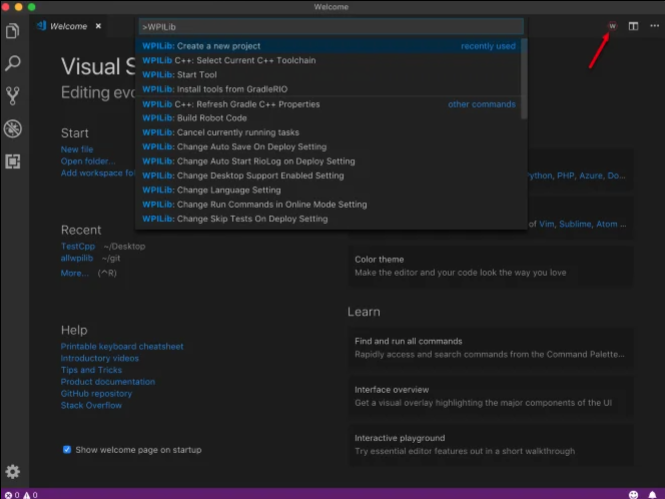 Welcome
Welcome ×
>WPILib
W
WPILib: Create a new project recently used
WPILib C++: Select Current C++ Toolchain
WPILib: Start Tool
WPILib: Install tools from GradleRIO
WPILib C++: Refresh Gradle C++ Properties other commands
WPILib: Build Robot Code
WPILib: Cancel currently running tasks
WPILib: Change Auto Save On Deploy Setting
WPILib: Change Auto Start RioLog on Deploy Setting
WPILib: Change Desktop Support Enabled Setting
WPILib: Change Language Setting
WPILib: Change Run Commands in Online Mode Setting
WPILib: Change Skip Tests On Deploy Setting
Visual S
Editing evo
Start
New file
Open folder...
Add workspace fo
Recent
TestCpp ~/Desktop
allwpilib ~/git
More... (^R)
Help
Printable keyboard cheatsheet
Introductory videos
Tips and Tricks
Product documentation
GitHub repository
Stack Overflow
Show welcome page on startup
ython, PHP, Azure, Do...
of Vim, Sublime, Atom ...
Color theme
Make the editor and your code look the way you love
Learn
Find and run all commands
Rapidly access and search commands from the Command Palette...
Interface overview
Get a visual overlay highlighting the major components of the UI
Interactive playground
Try essential editor features out in a short walkthrough
0 0